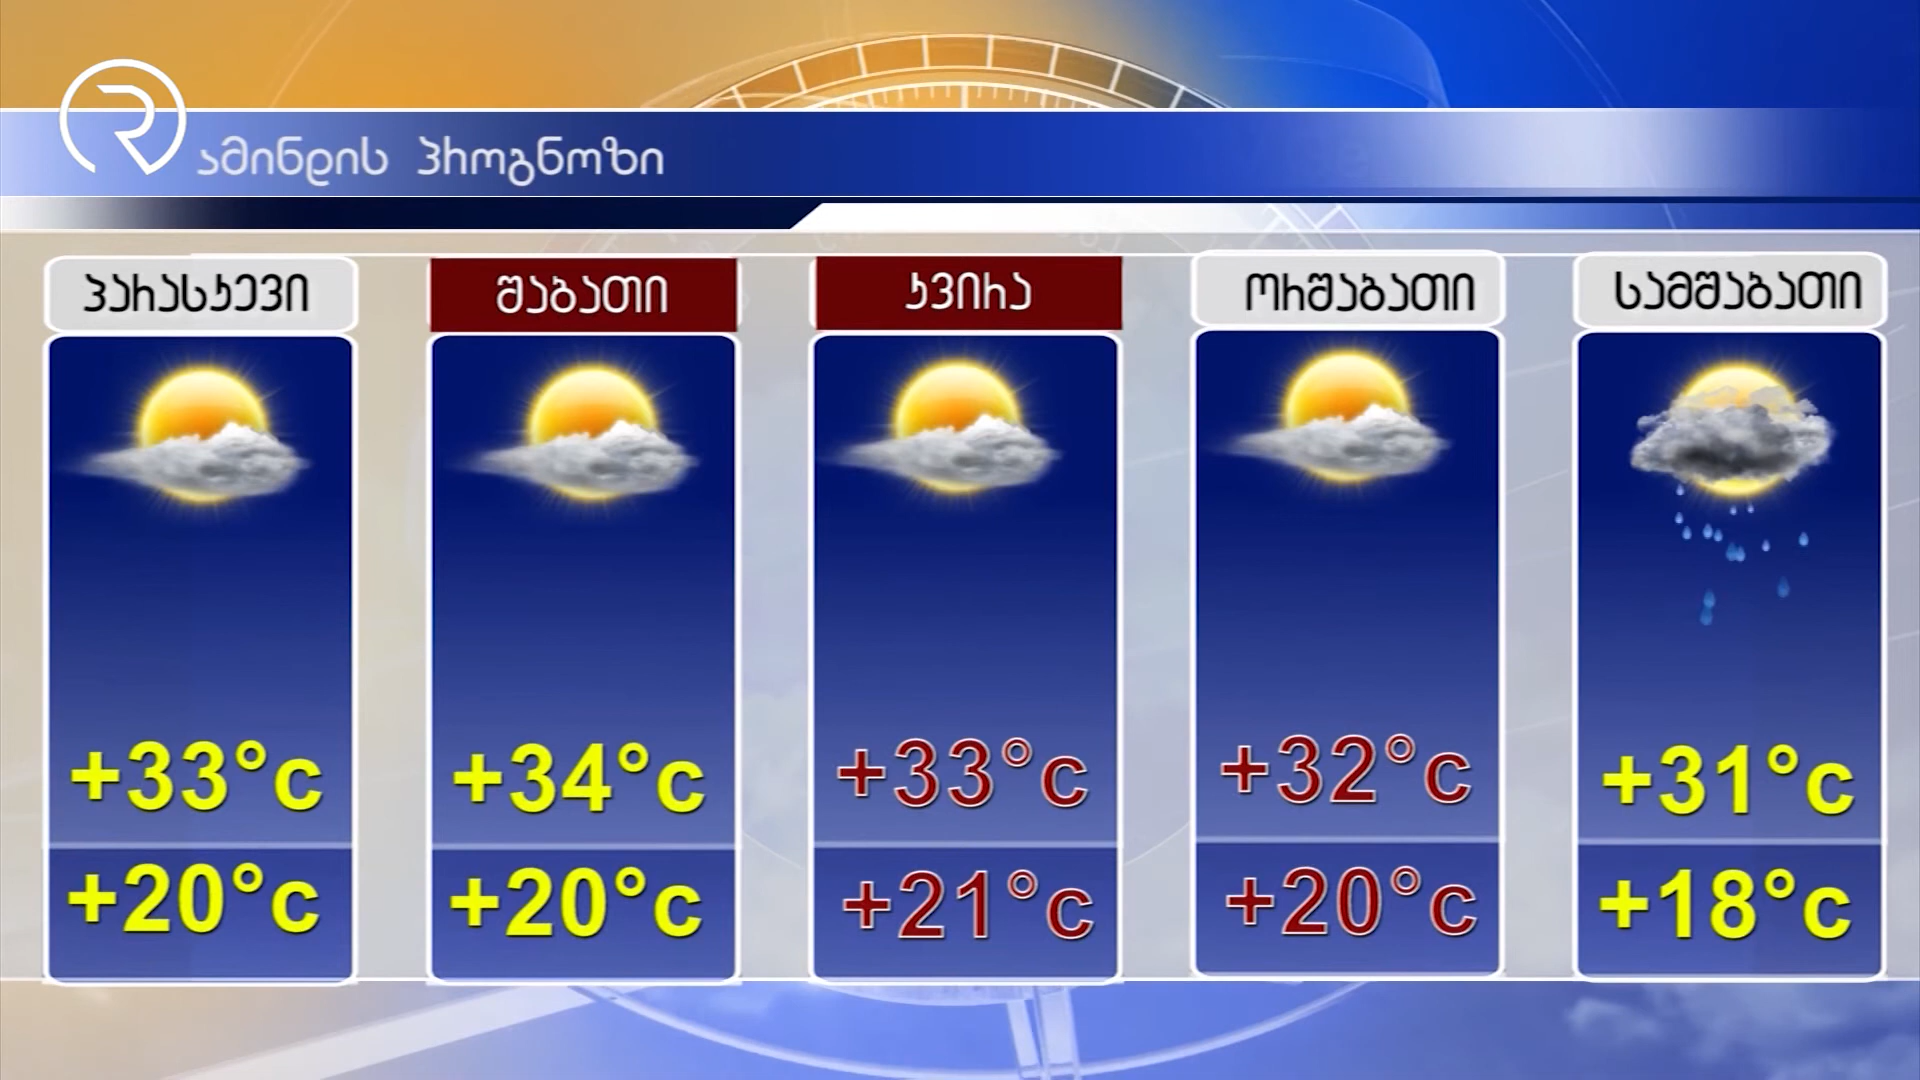 ამინდის პროგნოზი
პარასკევი
შაბათი
კვირა
ორშაბათი
სამშაბათი
+33°c
+34°c
+33°c
+32°c
+31°c
+20°c
+20°c
+21°c
+20°c
+18°c